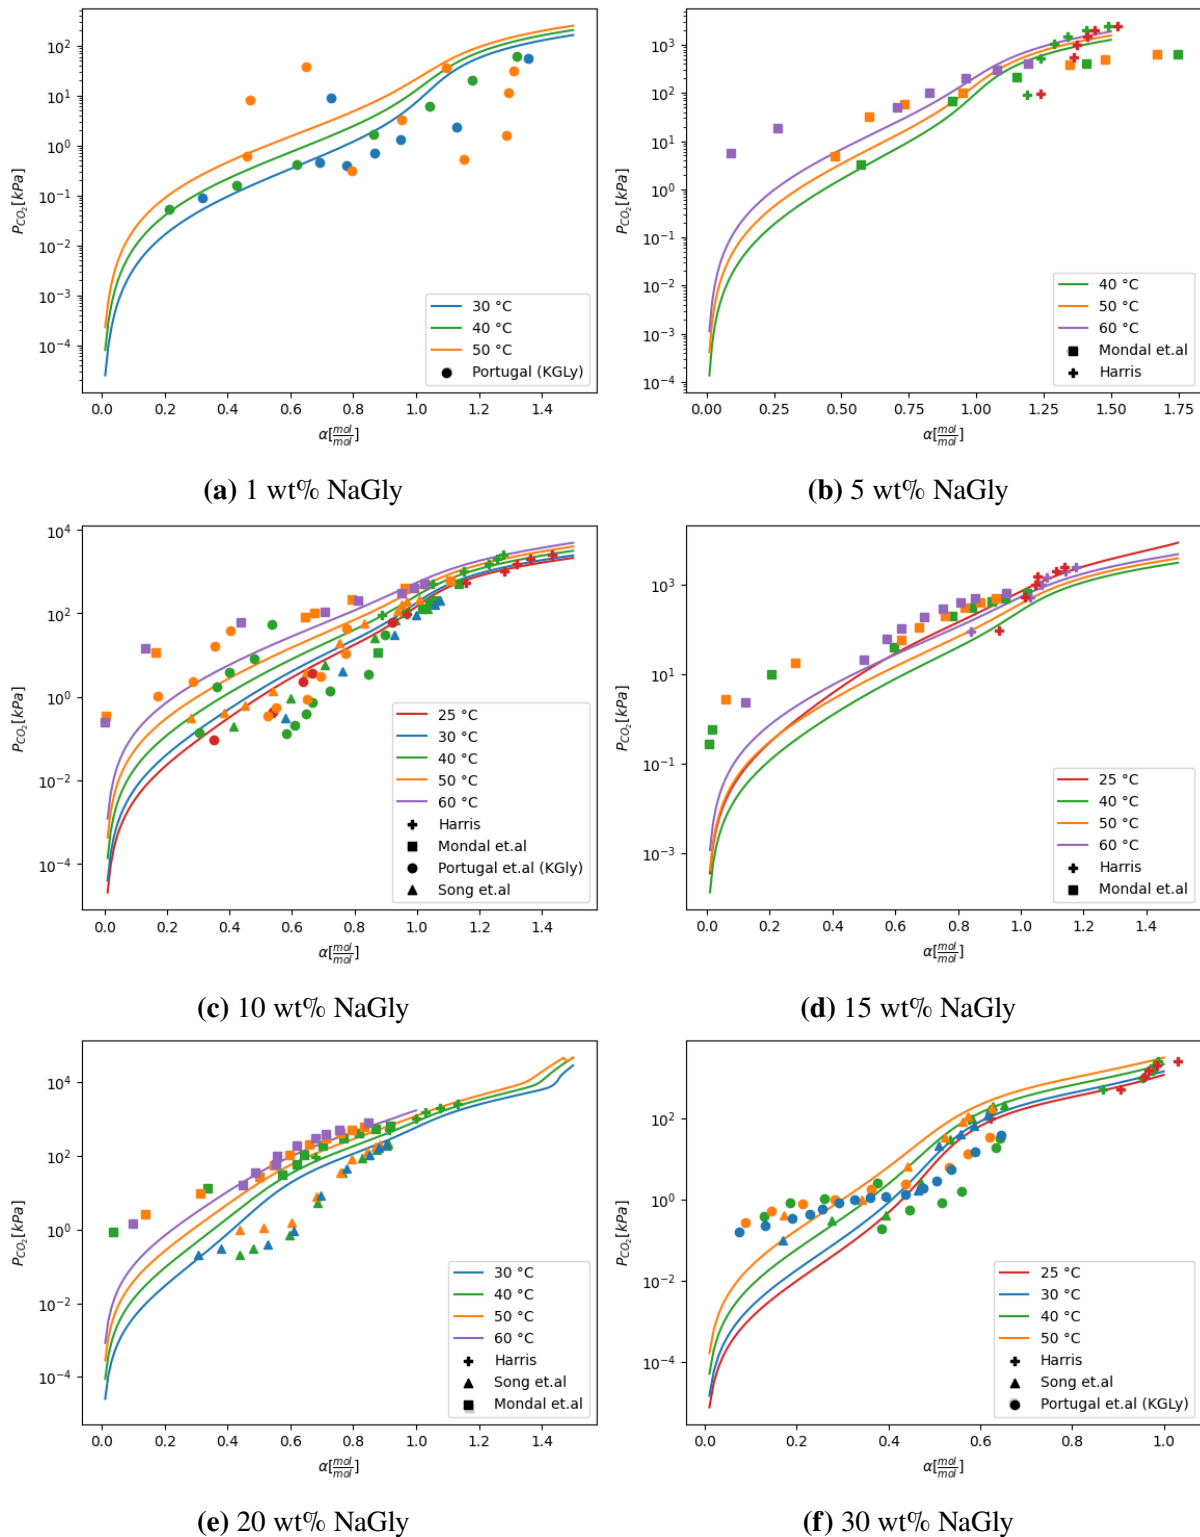 10²
10¹
10⁰
10⁻¹
10⁻²
10⁻³
10⁻⁴
P_CO₂[kPa]
30 °C
40 °C
50 °C
Portugal (KGLy)
0.0 0.2 0.4 0.6 0.8 1.0 1.2 1.4
α[mol/mol]
(a) 1 wt% NaGly
10³
10²
10¹
10⁰
10⁻¹
10⁻²
10⁻³
10⁻⁴
P_CO₂[kPa]
40 °C
50 °C
60 °C
Mondal et.al
Harris
0.00 0.25 0.50 0.75 1.00 1.25 1.50 1.75
α[mol/mol]
(b) 5 wt% NaGly
10⁴
10²
10⁰
10⁻²
10⁻⁴
P_CO₂[kPa]
25 °C
30 °C
40 °C
50 °C
60 °C
Harris
Mondal et.al
Portugal et.al (KGly)
Song et.al
0.0 0.2 0.4 0.6 0.8 1.0 1.2 1.4
α[mol/mol]
(c) 10 wt% NaGly
10³
10¹
10⁻¹
10⁻³
P_CO₂[kPa]
25 °C
40 °C
50 °C
60 °C
Harris
Mondal et.al
0.0 0.2 0.4 0.6 0.8 1.0 1.2 1.4
α[mol/mol]
(d) 15 wt% NaGly
10⁴
10²
10⁰
10⁻²
10⁻⁴
P_CO₂[kPa]
30 °C
40 °C
50 °C
60 °C
Harris
Song et.al
Mondal et.al
0.0 0.2 0.4 0.6 0.8 1.0 1.2 1.4
α[mol/mol]
(e) 20 wt% NaGly
10²
10⁰
10⁻²
10⁻⁴
P_CO₂[kPa]
25 °C
30 °C
40 °C
50 °C
Harris
Song et.al
Portugal et.al (KGLy)
0.0 0.2 0.4 0.6 0.8 1.0
α[mol/mol]
(f) 30 wt% NaGly